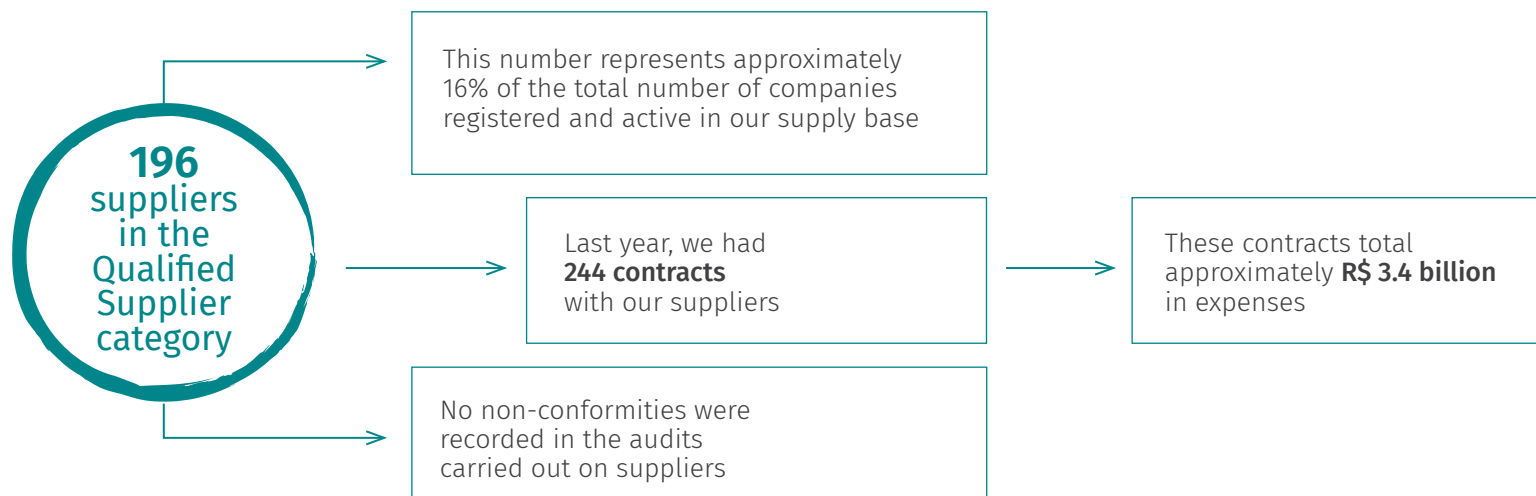 196
suppliers
in the
Qualified
Supplier
category
This number represents approximately
16% of the total number of companies
registered and active in our supply base
Last year, we had
244 contracts
with our suppliers
These contracts total
approximately R$ 3.4 billion
in expenses
No non-conformities were
recorded in the audits
carried out on suppliers